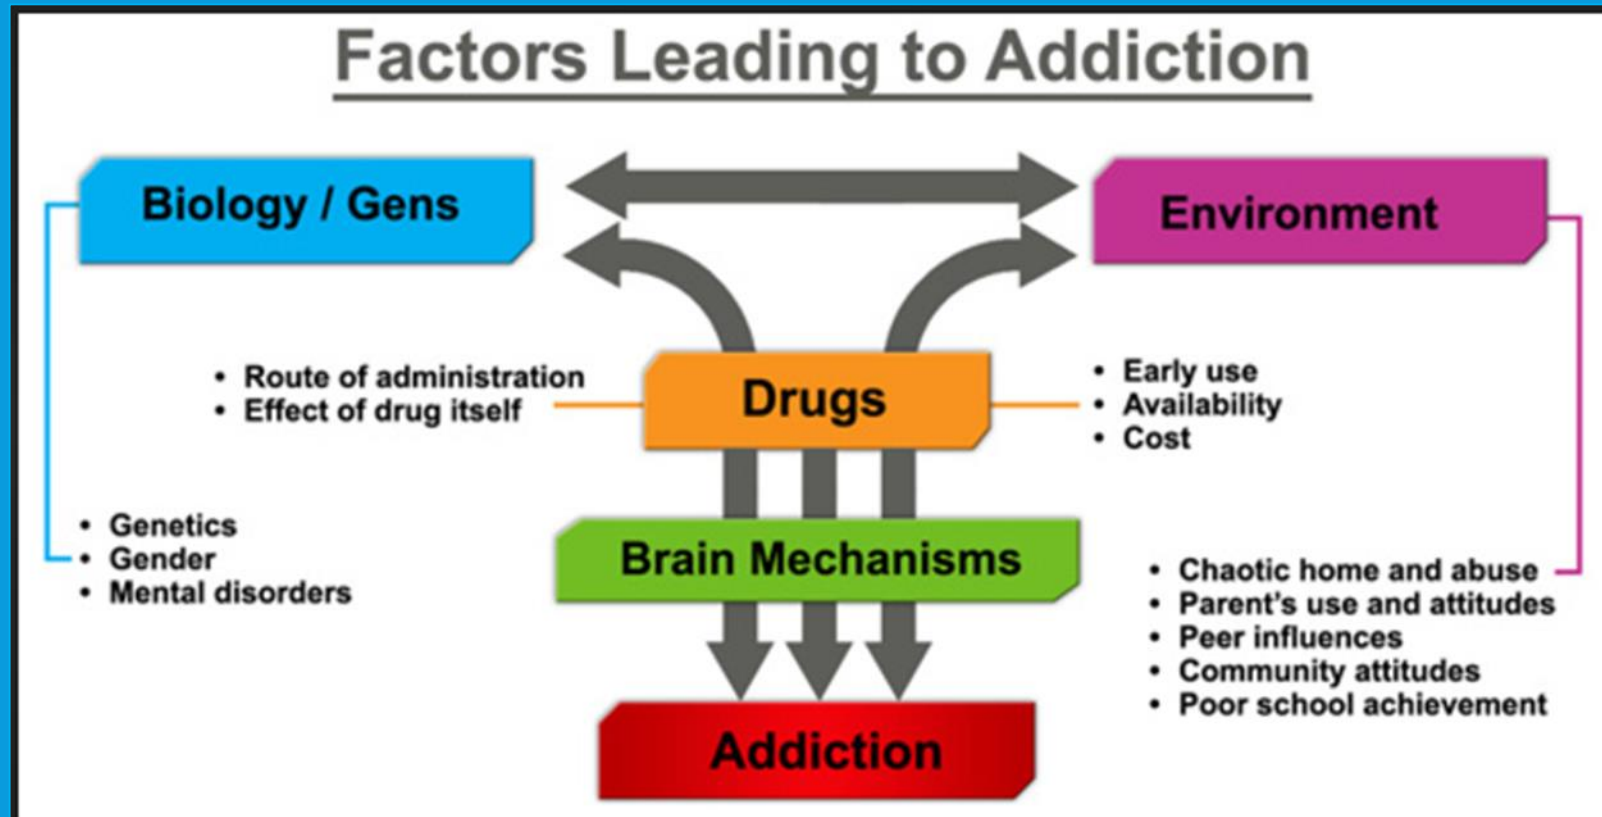 Factors Leading to Addiction
Biology / Gens
Environment
• Route of administration
• Effect of drug itself
Drugs
• Early use
• Availability
• Cost
• Genetics
• Gender
• Mental disorders
Brain Mechanisms
• Chaotic home and abuse
• Parent's use and attitudes
• Peer influences
• Community attitudes
• Poor school achievement
Addiction